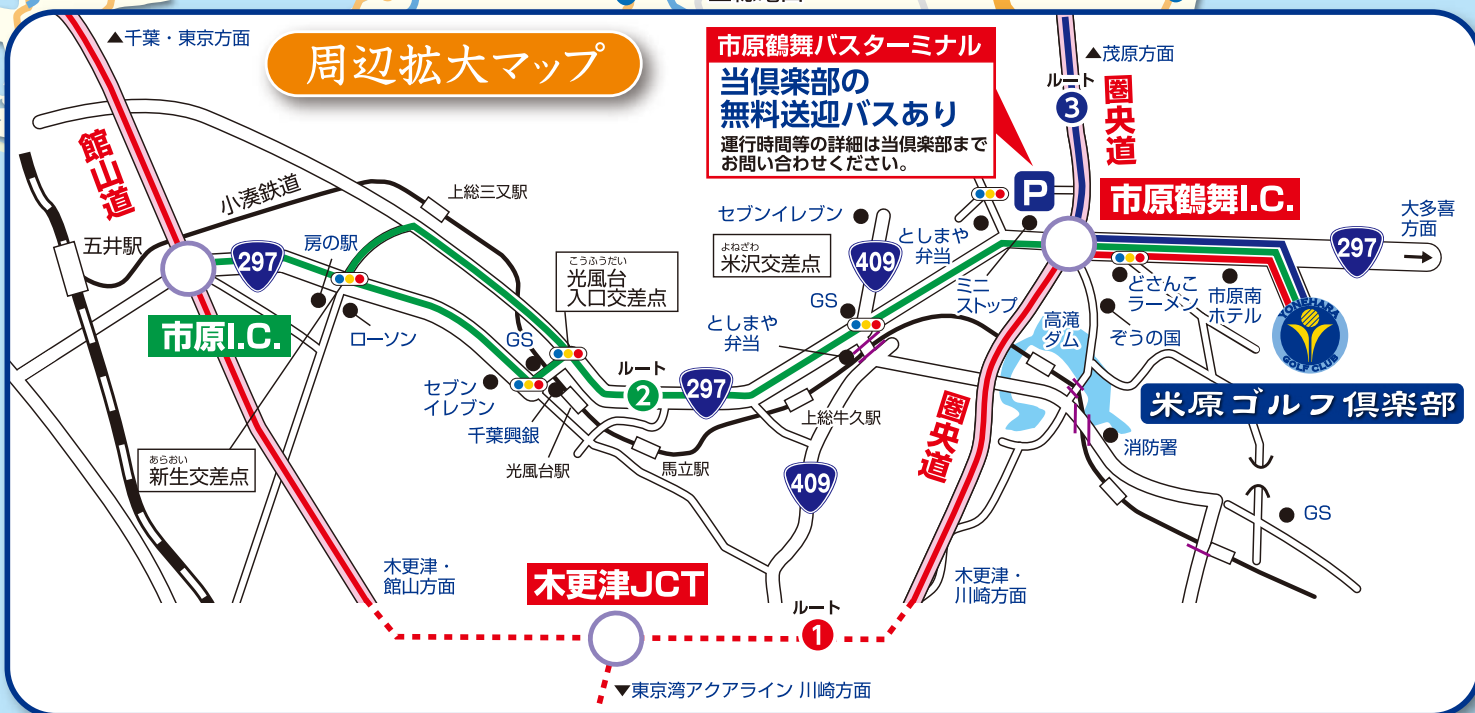 ▲千葉・東京方面
周辺拡大マップ
市原鶴舞バスターミナル
当倶楽部の
無料送迎バスあり
運行時間等の詳細は当倶楽部まで
お問い合わせください。
▲茂原方面
ルート
3
圏央道
館山道
小湊鉄道
上総三又駅
五井駅
房の駅
297
市原I.C.
ローソン
こうふうだい
光風台
入口交差点
GS
セブン
イレブン
千葉興銀
光風台駅
あらおい
新生交差点
ルート
2
297
馬立駅
上総牛久駅
セブンイレブン
よねざわ
米沢交差点
409
GS
としまや
弁当
としまや
弁当
P
ミニ
ストップ
市原鶴舞I.C.
大多喜
方面
297
どさんこ
ラーメン
市原南
ホテル
ぞうの国
高滝
ダム
YONEHARA
GOLF CLUB
米原ゴルフ倶楽部
消防署
GS
圏央道
409
木更津・
館山方面
木更津JCT
ルート
1
木更津・
川崎方面
▼東京湾アクアライン 川崎方面